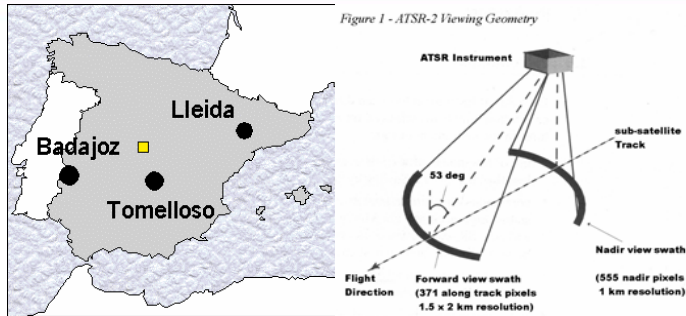 Lleida
Badajoz
Tomelloso
Figure 1 - ATSR-2 Viewing Geometry
ATSR Instrument
sub-satellite
Track
53 deg
Nadir view swath
(555 nadir pixels
1 km resolution)
Flight
Direction
Forward view swath
(371 along track pixels
1.5 x 2 km resolution)